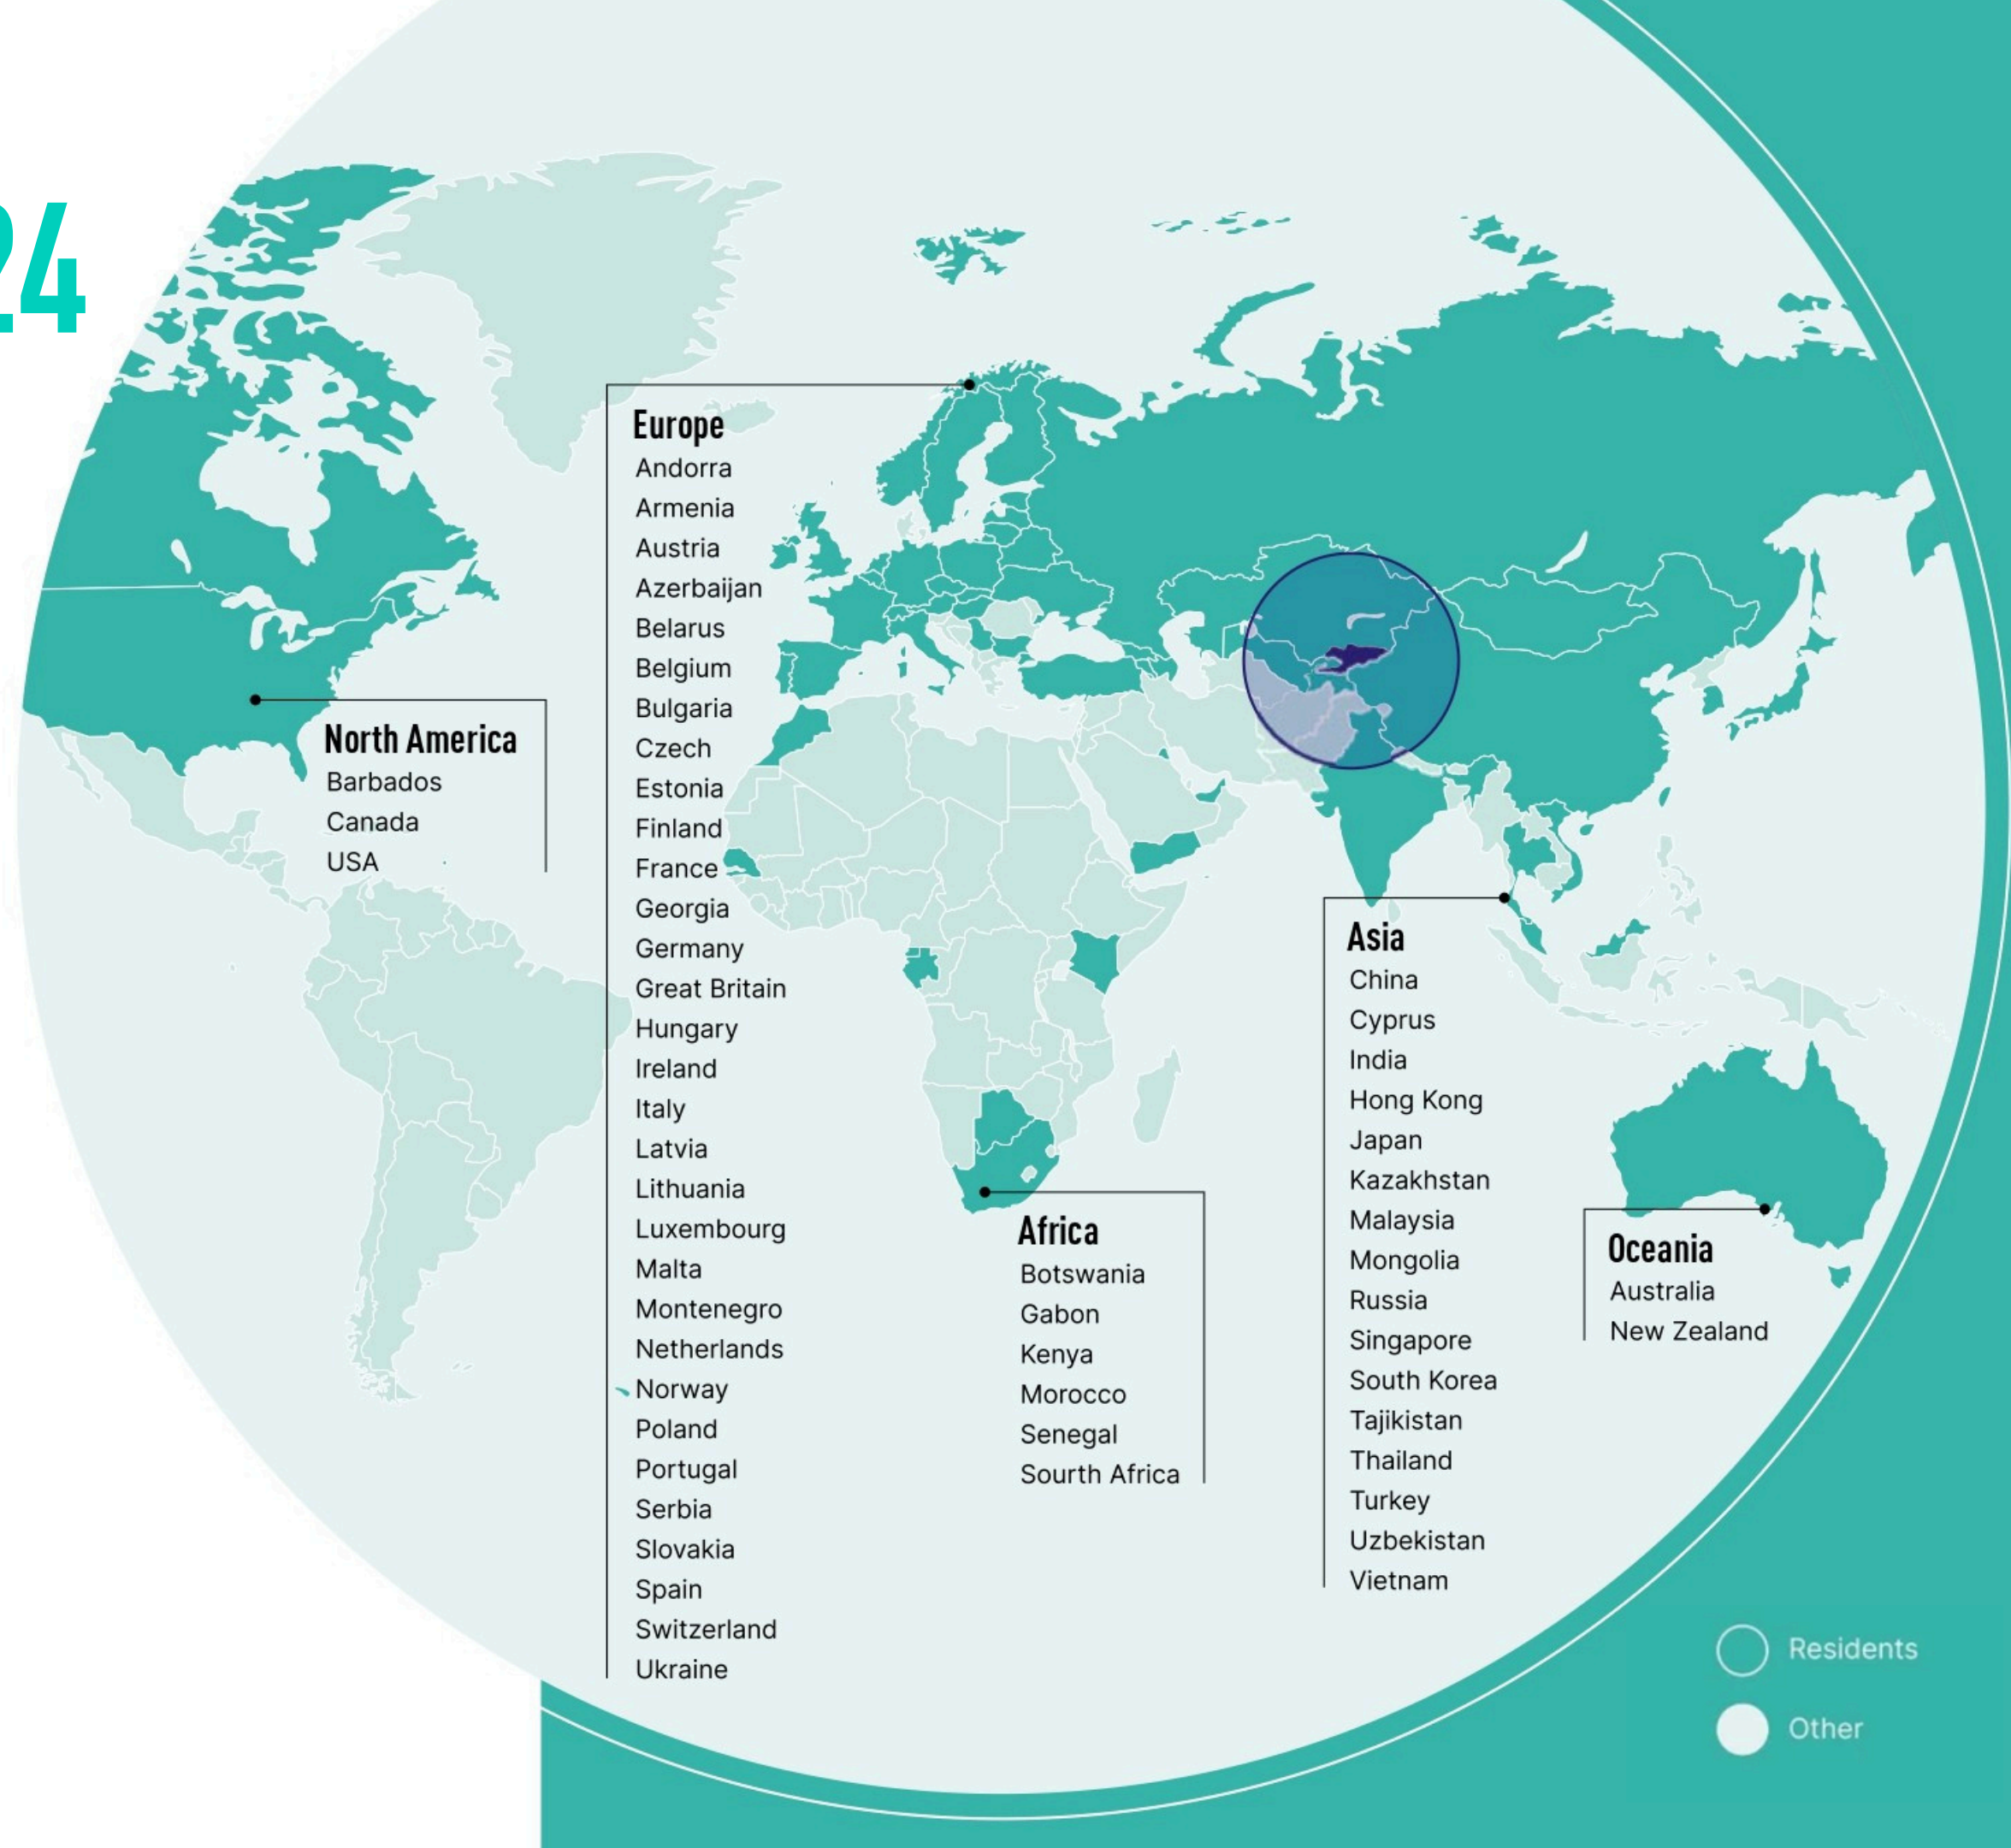 24
Europe
Andorra
Armenia
Austria
Azerbaijan
Belarus
Belgium
Bulgaria
Czech
Estonia
Finland
France
Georgia
Germany
Great Britain
Hungary
Ireland
Italy
Latvia
Lithuania
Luxembourg
Malta
Montenegro
Netherlands
Norway
Poland
Portugal
Serbia
Slovakia
Spain
Switzerland
Ukraine
North America
Barbados
Canada
USA
Africa
Botswania
Gabon
Kenya
Morocco
Senegal
Sourth Africa
Asia
China
Cyprus
India
Hong Kong
Japan
Kazakhstan
Malaysia
Mongolia
Russia
Singapore
South Korea
Tajikistan
Thailand
Turkey
Uzbekistan
Vietnam
Oceania
Australia
New Zealand
Residents
Other